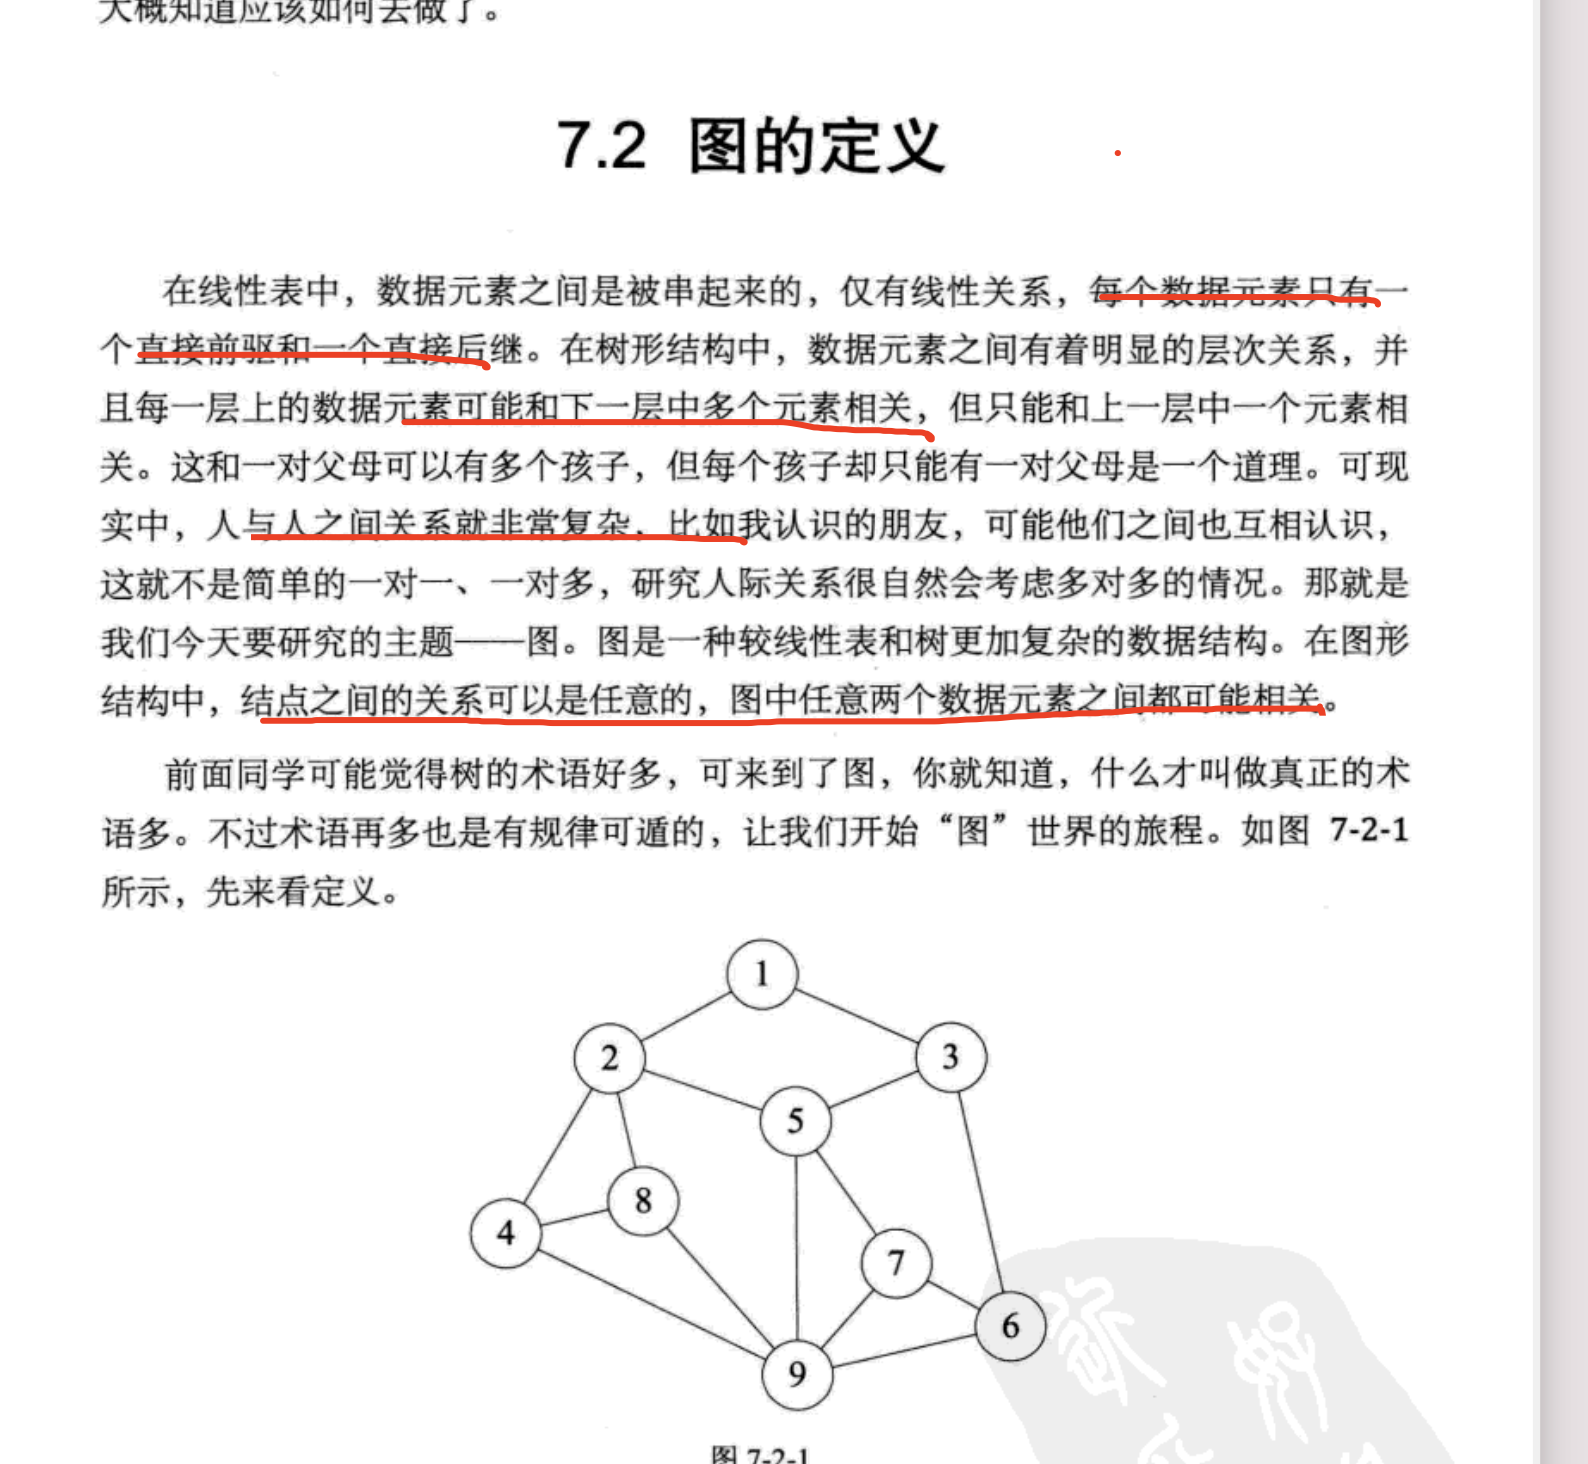 大概知道应该如何去做了。
7.2 图的定义
在线性表中，数据元素之间是被串起来的，仅有线性关系，每个数据元素只有一
个直接前驱和一个直接后继。在树形结构中，数据元素之间有着明显的层次关系，并
且每一层上的数据元素可能和下一层中多个元素相关，但只能和上一层中一个元素相
关。这和一对父母可以有多个孩子，但每个孩子却只能有一对父母是一个道理。可现
实中，人与人之间关系就非常复杂，比如我认识的朋友，可能他们之间也互相认识，
这就不是简单的一对一、一对多，研究人际关系很自然会考虑多对多的情况。那就是
我们今天要研究的主题——图。图是一种较线性表和树更加复杂的数据结构。在图形
结构中，结点之间的关系可以是任意的，图中任意两个数据元素之间都可能相关。
前面同学可能觉得树的术语好多，可来到了图，你就知道，什么才叫做真正的术
语多。不过术语再多也是有规律可遁的，让我们开始“图”世界的旅程。如图 7-2-1
所示，先来看定义。
1
2
3
5
8
4
7
6
9
图 7-2-1